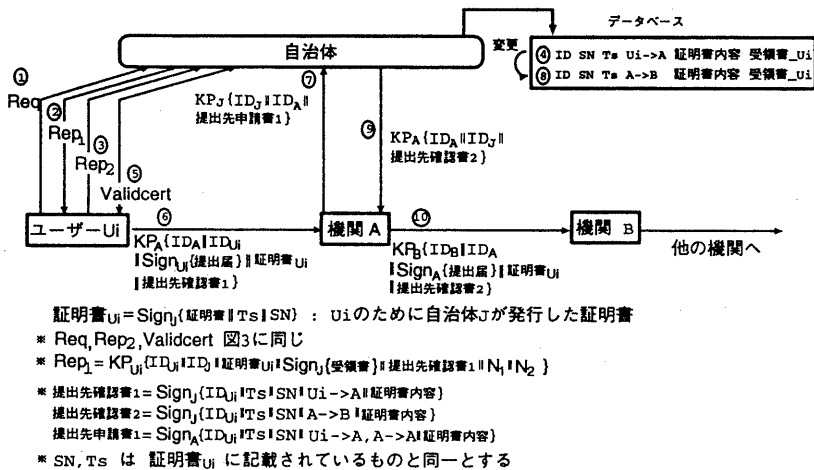 データベース
自治体
変更
④ ID SN Ts Ui->A 証明書内容 受領書_Ui
⑧ ID SN Ts A->B 証明書内容 受領書_Ui
①
Req
②
Rep1
③
Rep2
⑤
Validcert
⑦
KPJ{IDJ‖IDA‖
提出先申請書1}
⑨
KPA{IDA‖IDJ‖
提出先確認書2}
ユーザーUi
⑥
機関 A
⑩
機関 B
他の機関へ
KPA{IDA‖IDUi
‖SignUi{提出届}‖証明書Ui
‖提出先確認書1}
KPB{IDB‖IDA
‖SignA{提出届}‖証明書Ui
‖提出先確認書2}
証明書Ui=SignJ{証明書‖Ts‖SN} : Uiのために自治体Jが発行した証明書
* Req,Rep2,Validcert 図3に同じ
* Rep1=KPUi{IDUi‖IDJ‖証明書Ui‖SignJ{受領書}‖提出先確認書1‖N1‖N2}
* 提出先確認書1=SignJ{IDUi‖Ts‖SN‖Ui->A‖証明書内容}
提出先確認書2=SignJ{IDUi‖Ts‖SN‖A->B‖証明書内容}
提出先申請書1=SignA{IDUi‖Ts‖SN‖Ui->A,A->A‖証明書内容}
* SN,Ts は 証明書Ui に記載されているものと同一とする